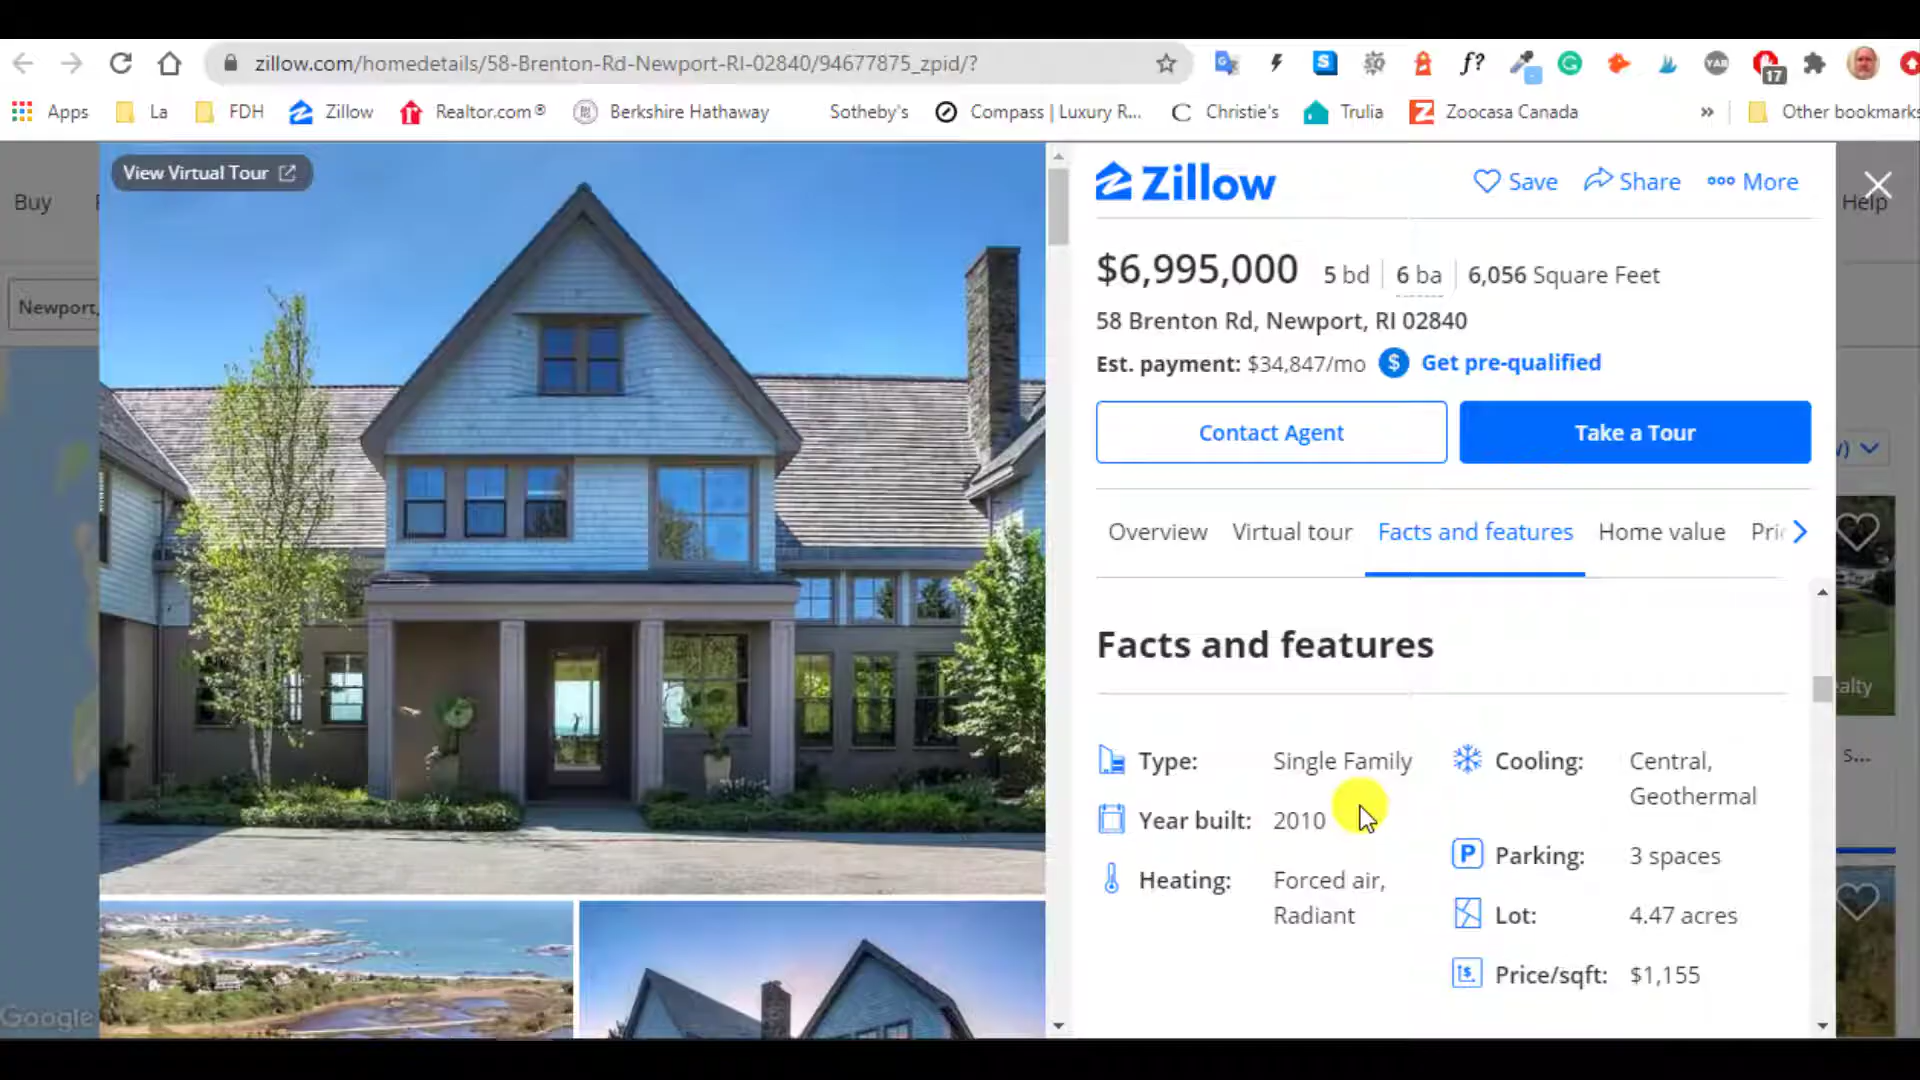 zillow.com/homedetails/58-Brenton-Rd-Newport-RI-02840/94677875_zpid/?
S
f?
YAR
17
Apps
La
FDH
Zillow
Realtor.com®
Berkshire Hathaway
Sotheby's
Compass | Luxury R...
C Christie's
Trulia
Z Zoocasa Canada
»
Other bookmarks
Buy
View Virtual Tour
Zillow
Save
Share
More
Help
Newport,
$6,995,000
5 bd
6 ba
6,056 Square Feet
58 Brenton Rd, Newport, RI 02840
Est. payment: $34,847/mo
$ Get pre-qualified
Contact Agent
Take a Tour
Overview
Virtual tour
Facts and features
Home value
Pri
Facts and features
Type: Single Family
Year built: 2010
Heating: Forced air,
Radiant
Cooling: Central,
Geothermal
P Parking: 3 spaces
Lot: 4.47 acres
Price/sqft: $1,155
ealty
S...
Google